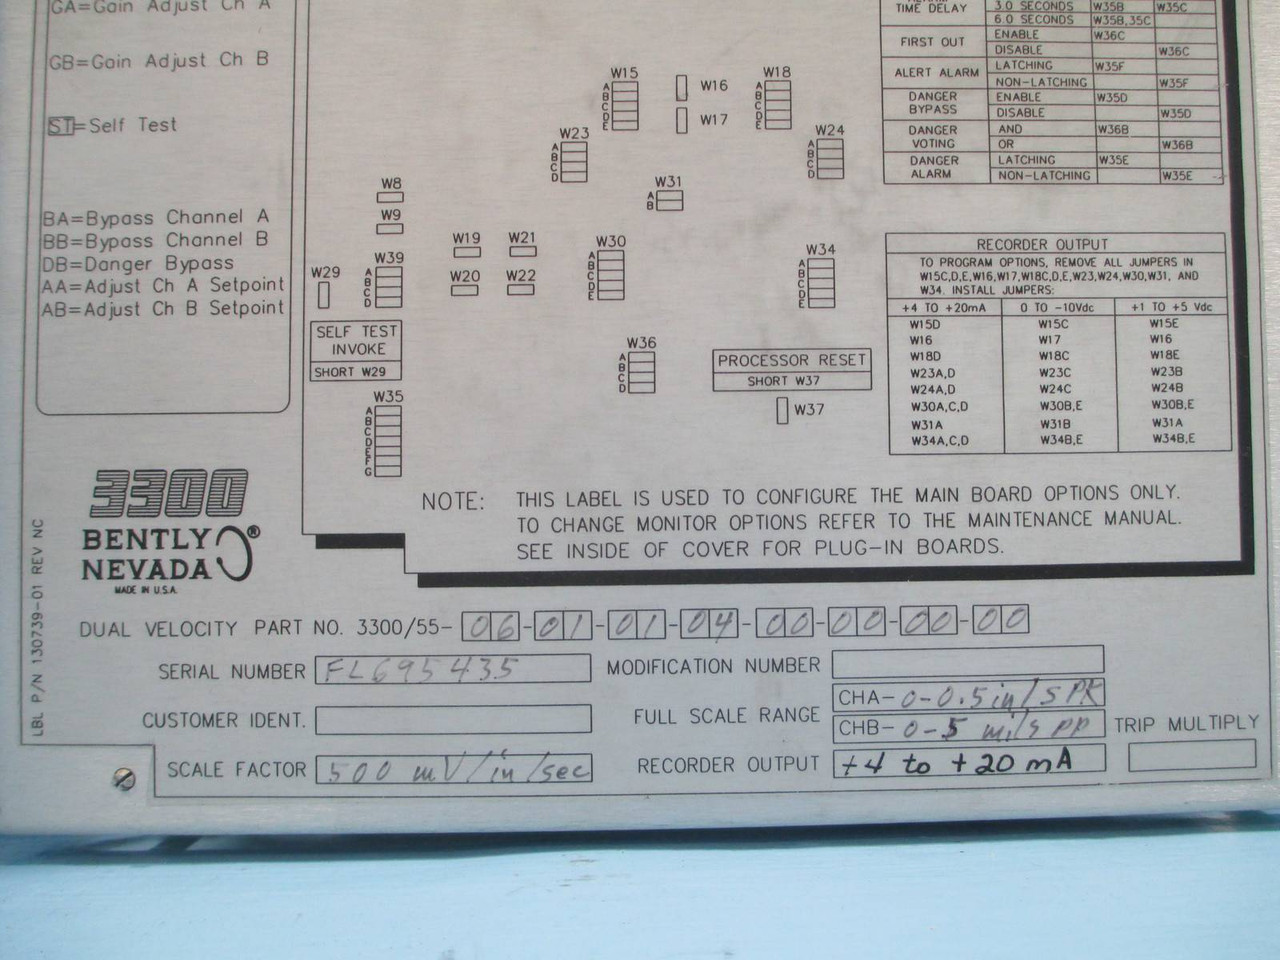 GA=Gain Adjust Ch A
GB=Gain Adjust Ch B
ST=Self Test
BA=Bypass Channel A
BB=Bypass Channel B
DB=Danger Bypass
AA=Adjust Ch A Setpoint
AB=Adjust Ch B Setpoint
TIME DELAY
3.0 SECONDS W35B W35C
6.0 SECONDS W35B,35C
FIRST OUT
ENABLE W36C
DISABLE W36C
ALERT ALARM
LATCHING W35F
NON-LATCHING W35F
DANGER BYPASS
ENABLE W35D
DISABLE W35D
DANGER VOTING
AND W36B
OR W36B
DANGER ALARM
LATCHING W35E
NON-LATCHING W35E
W15
A
B
C
D
E
W16
W17
W18
A
B
C
D
E
W23
A
B
C
D
W24
A
B
C
D
W8
W9
W31
A
B
W19 W21
W20 W22
W29
W39
A
B
C
D
W30
A
B
C
D
E
W34
A
B
C
D
E
SELF TEST
INVOKE
SHORT W29
W36
A
B
C
D
PROCESSOR RESET
SHORT W37
W37
W35
A
B
C
D
E
F
G
RECORDER OUTPUT
TO PROGRAM OPTIONS, REMOVE ALL JUMPERS IN
W15C,D,E,W16,W17,W18C,D,E,W23,W24,W30,W31, AND
W34. INSTALL JUMPERS:
+4 TO +20mA 0 TO -10Vdc +1 TO +5 Vdc
W15D W15C W15E
W16 W17 W16
W18D W18C W18E
W23A,D W23C W23B
W24A,D W24C W24B
W30A,C,D W30B,E W30B,E
W31A W31B W31A
W34A,C,D W34B,E W34B,E
NOTE: THIS LABEL IS USED TO CONFIGURE THE MAIN BOARD OPTIONS ONLY.
TO CHANGE MONITOR OPTIONS REFER TO THE MAINTENANCE MANUAL.
SEE INSIDE OF COVER FOR PLUG-IN BOARDS.
3300
BENTLY
NEVADA ®
MADE IN U.S.A.
LBL P/N 130739-01 REV NC
DUAL VELOCITY PART NO. 3300/55-06-01-01-04-00-00-00-00
SERIAL NUMBER FL695435
MODIFICATION NUMBER
CUSTOMER IDENT.
FULL SCALE RANGE
CHA-0-0.5in/s PK
CHB-0-5 mils pp
TRIP MULTIPLY
SCALE FACTOR 500 mV/in/sec
RECORDER OUTPUT +4 to +20 mA